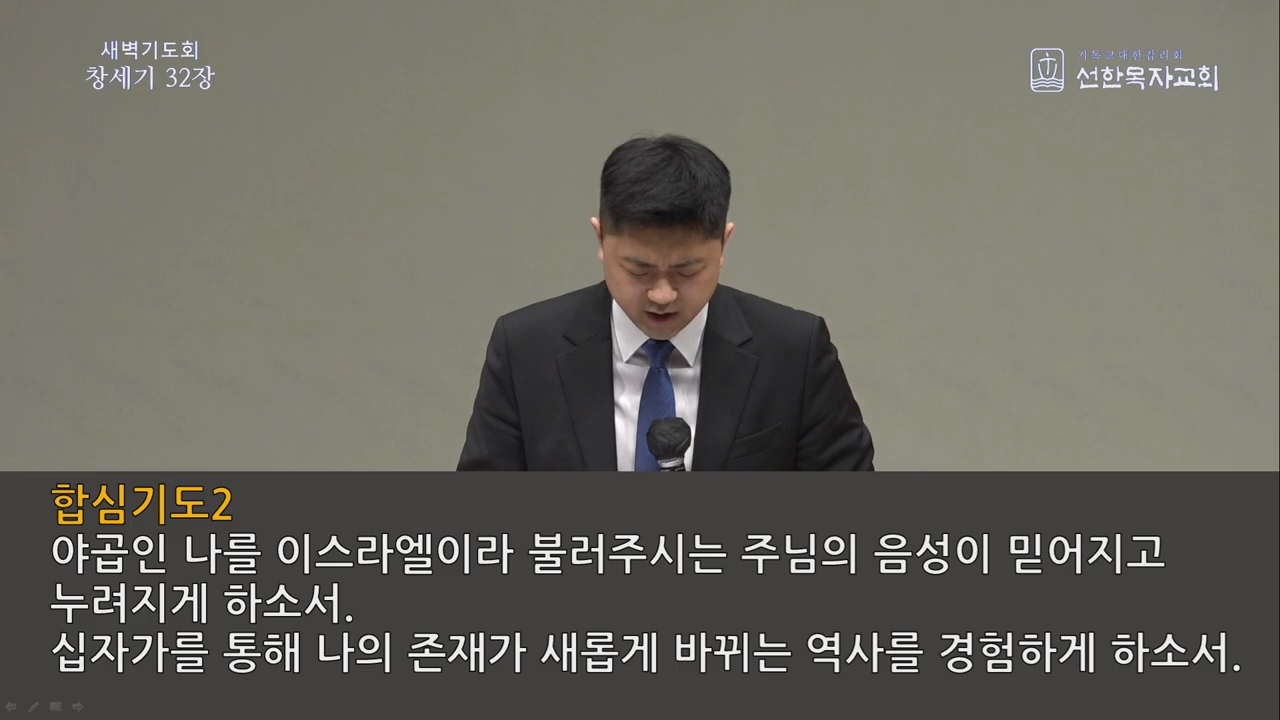 새벽기도회
창세기 32장
기독교대한감리회
선한목자교회
합심기도2
야곱인 나를 이스라엘이라 불러주시는 주님의 음성이 믿어지고
누려지게 하소서.
십자가를 통해 나의 존재가 새롭게 바뀌는 역사를 경험하게 하소서.